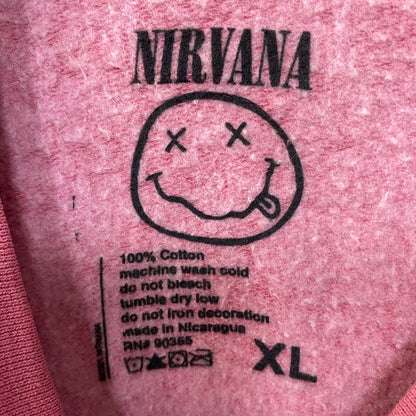 NIRVANA
100% Cotton
machine wash cold
do not bleach
tumble dry low
do not iron decoration
made in Nicaragua
RN# 90355
XL